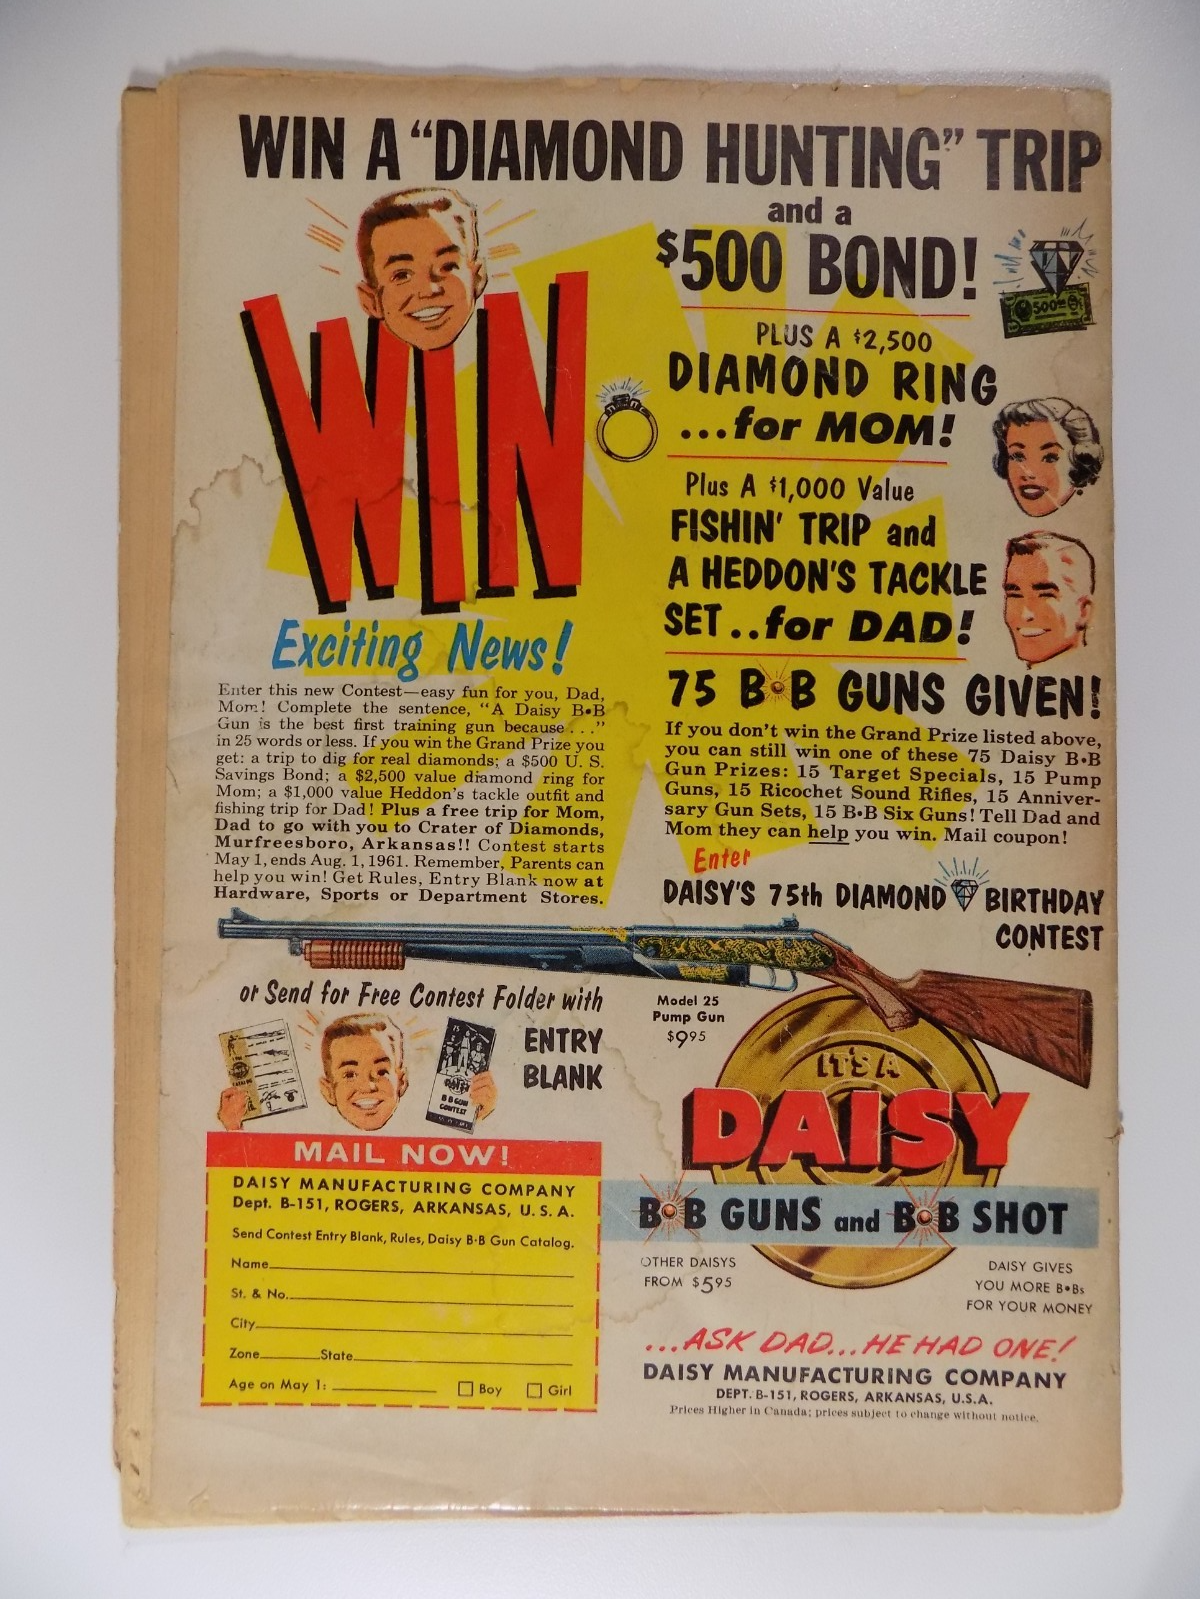 WIN A "DIAMOND HUNTING" TRIP
and a
$500 BOND!
500
WIN
PLUS A $2,500
DIAMOND RING
...for MOM!
Plus A $1,000 Value
FISHIN' TRIP and
A HEDDON'S TACKLE
SET..for DAD!
Exciting News!
Enter this new Contest—easy fun for you, Dad,
Mom! Complete the sentence, "A Daisy B•B
Gun is the best first training gun because..."
in 25 words or less. If you win the Grand Prize you
get: a trip to dig for real diamonds; a $500 U. S.
Savings Bond; a $2,500 value diamond ring for
Mom; a $1,000 value Heddon's tackle outfit and
fishing trip for Dad! Plus a free trip for Mom,
Dad to go with you to Crater of Diamonds,
Murfreesboro, Arkansas!! Contest starts
May 1, ends Aug. 1, 1961. Remember, Parents can
help you win! Get Rules, Entry Blank now at
Hardware, Sports or Department Stores.
75 B•B GUNS GIVEN!
If you don't win the Grand Prize listed above,
you can still win one of these 75 Daisy B•B
Gun Prizes: 15 Target Specials, 15 Pump
Guns, 15 Ricochet Sound Rifles, 15 Anniver-
sary Gun Sets, 15 B•B Six Guns! Tell Dad and
Mom they can help you win. Mail coupon!
Enter
DAISY'S 75th DIAMOND BIRTHDAY
CONTEST
or Send for Free Contest Folder with
ENTRY
BLANK
CATALOG
75
DAISY
B•B GUN
CONTEST
Model 25
Pump Gun
$9.95
IT'S A
DAISY
B•B GUNS and B•B SHOT
OTHER DAISYS
FROM $5.95
DAISY GIVES
YOU MORE B•Bs
FOR YOUR MONEY
...ASK DAD...HE HAD ONE!
DAISY MANUFACTURING COMPANY
DEPT. B-151, ROGERS, ARKANSAS, U.S.A.
Prices Higher in Canada; prices subject to change without notice.
MAIL NOW!
DAISY MANUFACTURING COMPANY
Dept. B-151, ROGERS, ARKANSAS, U. S. A.
Send Contest Entry Blank, Rules, Daisy B•B Gun Catalog.
Name
St. & No.
City
Zone State
Age on May 1: Boy Girl